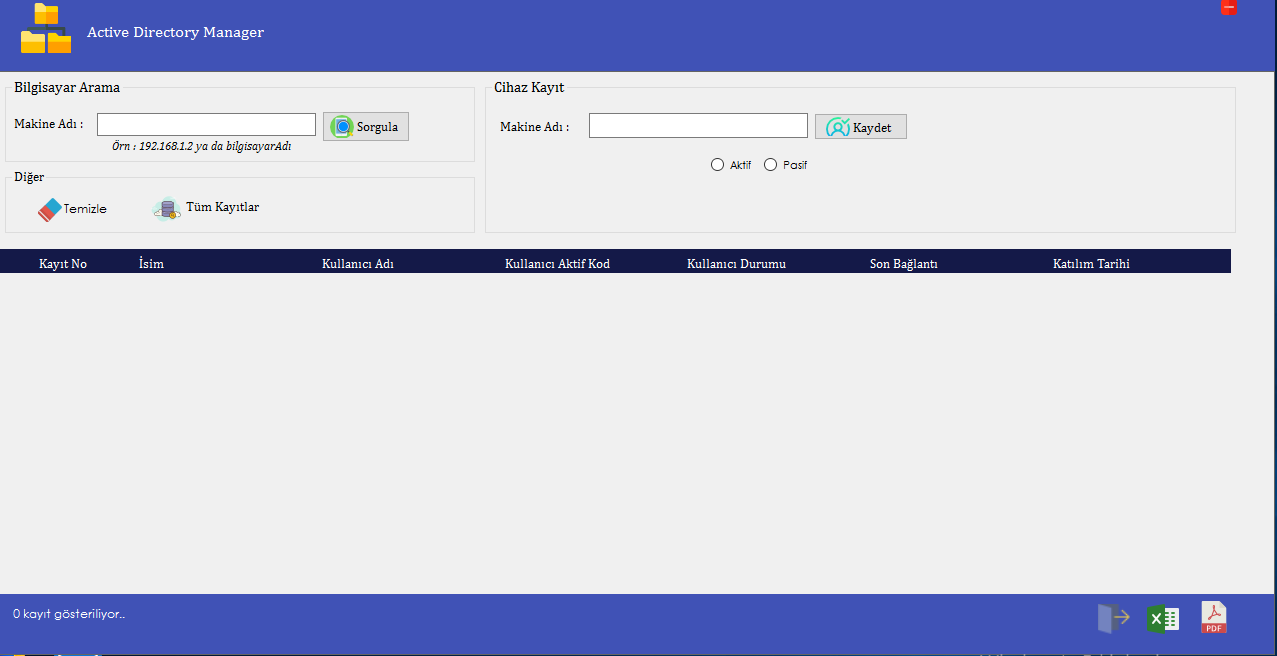 Active Directory Manager
Bilgisayar Arama
Makine Adı :
Sorgula
Örn : 192.168.1.2 ya da bilgisayarAdı
Diğer
Temizle
Tüm Kayıtlar
Cihaz Kayıt
Makine Adı :
Kaydet
Aktif
Pasif
Kayıt No İsim Kullanıcı Adı Kullanıcı Aktif Kod Kullanıcı Durumu Son Bağlantı Katılım Tarihi
0 kayıt gösteriliyor..
X
PDF